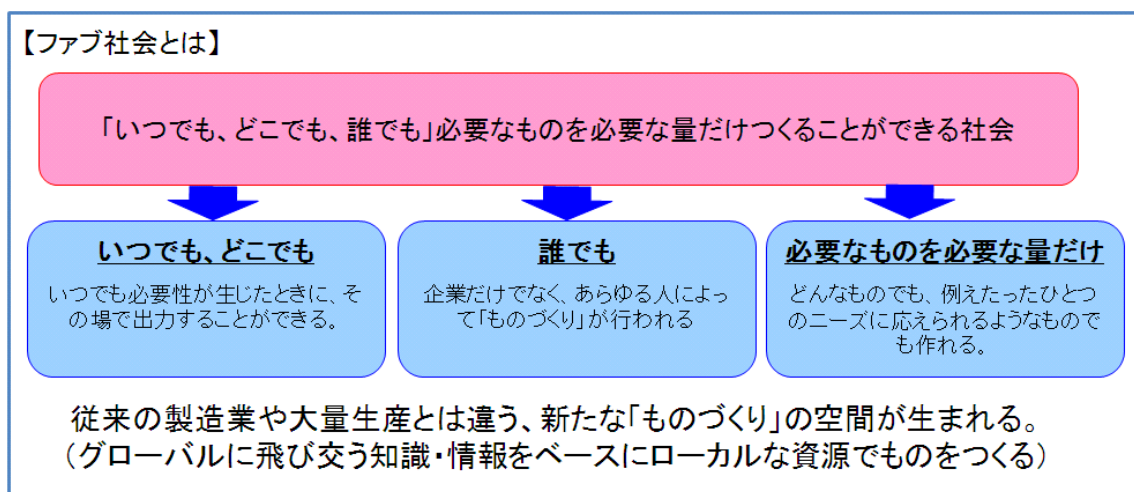 【ファブ社会とは】
「いつでも、どこでも、誰でも」必要なものを必要な量だけつくることができる社会
いつでも、どこでも
いつでも必要性が生じたときに、そ
の場で出力することができる。
誰でも
企業だけでなく、あらゆる人によっ
て「ものづくり」が行われる
必要なものを必要な量だけ
どんなものでも、例えたったひとつ
のニーズに応えられるようなもので
も作れる。
従来の製造業や大量生産とは違う、新たな「ものづくり」の空間が生まれる。
（グローバルに飛び交う知識・情報をベースにローカルな資源でものをつくる）